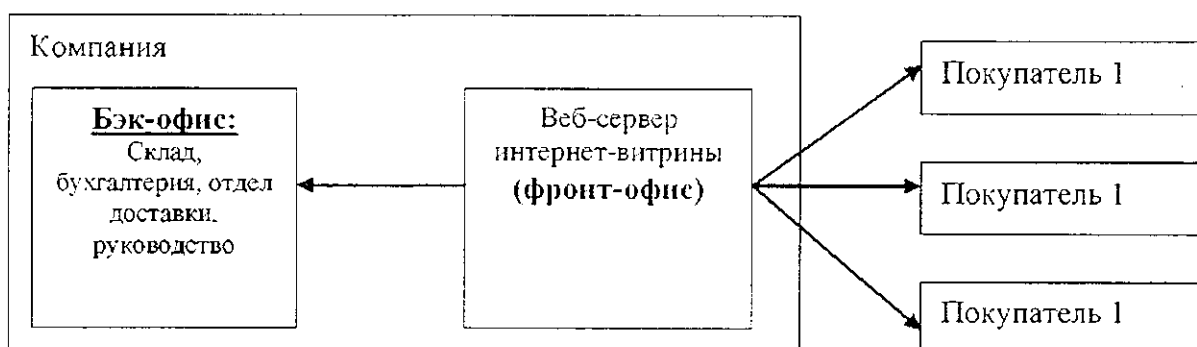 Компания
Бэк-офис:
Склад,
бухгалтерия, отдел
доставки,
руководство
Веб-сервер
интернет-витрины
(фронт-офис)
Покупатель 1
Покупатель 1
Покупатель 1